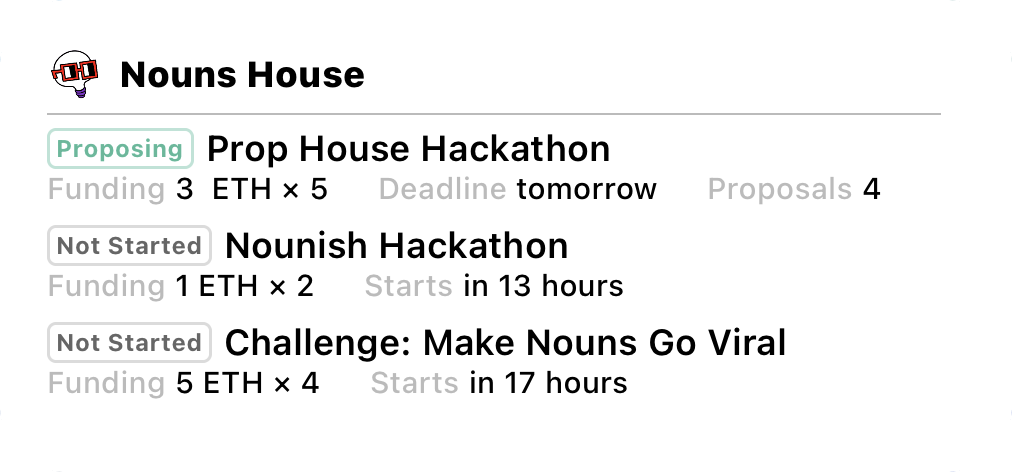 Nouns House
Proposing Prop House Hackathon
Funding 3 ETH × 5 Deadline tomorrow Proposals 4
Not Started Nounish Hackathon
Funding 1 ETH × 2 Starts in 13 hours
Not Started Challenge: Make Nouns Go Viral
Funding 5 ETH × 4 Starts in 17 hours